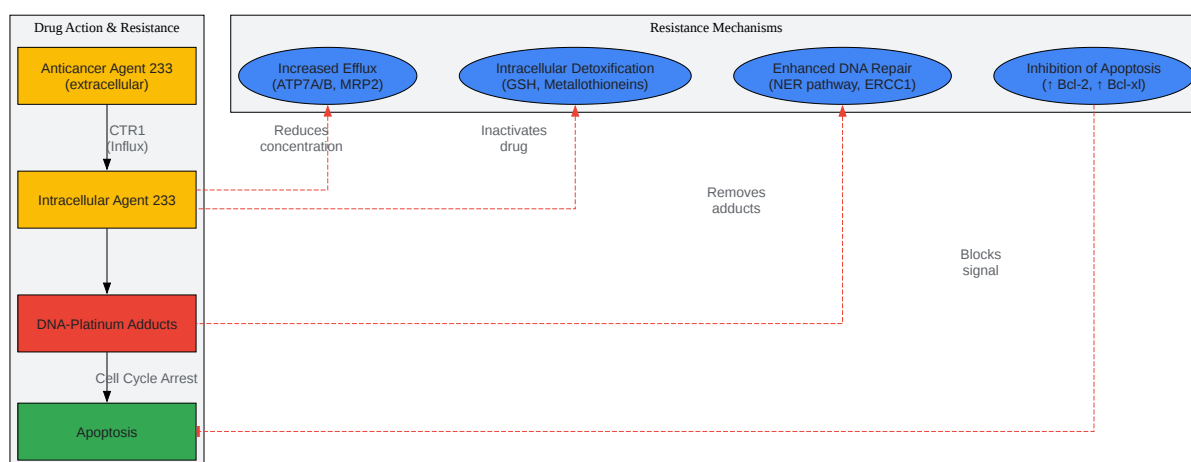 Drug Action & Resistance
Anticancer Agent 233
(extracellular)
CTR1
(Influx)
Intracellular Agent 233
DNA-Platinum Adducts
Cell Cycle Arrest
Apoptosis
Resistance Mechanisms
Increased Efflux
(ATP7A/B, MRP2)
Intracellular Detoxification
(GSH, Metallothioneins)
Enhanced DNA Repair
(NER pathway, ERCC1)
Inhibition of Apoptosis
(↑ Bcl-2, ↑ Bcl-xl)
Reduces
concentration
Inactivates
drug
Removes
adducts
Blocks
signal